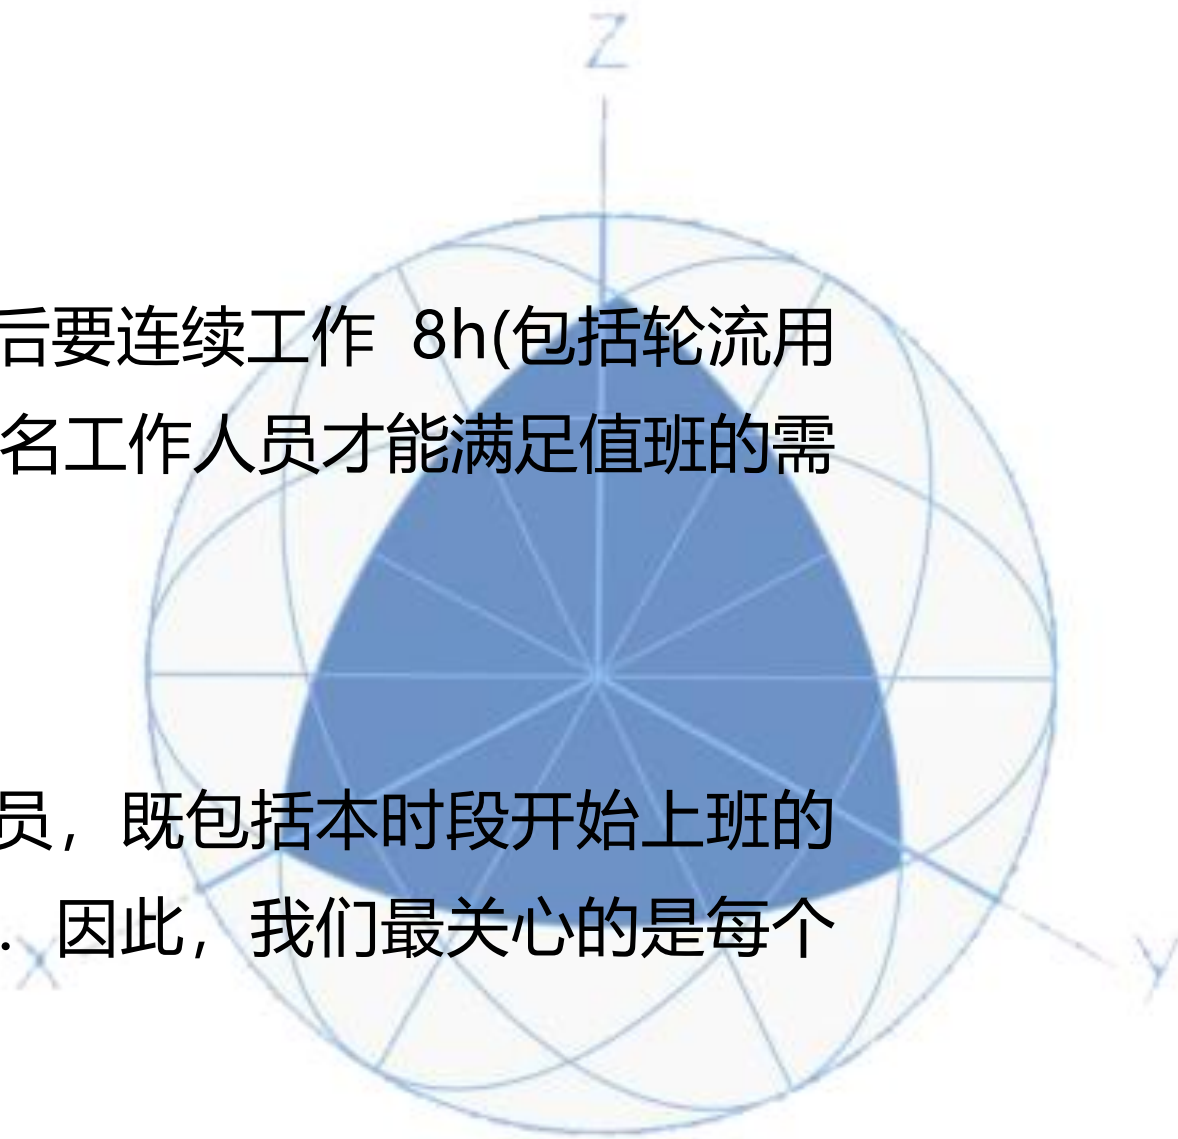 Z
后要连续工作 8h(包括轮流用
名工作人员才能满足值班的需
员，既包括本时段开始上班的
．因此，我们最关心的是每个
X
y